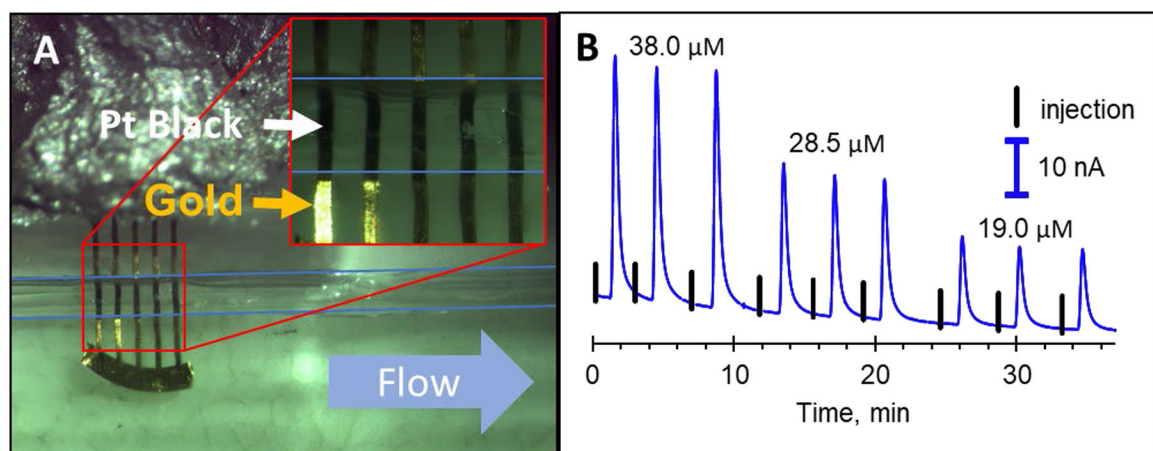 A
Pt Black
Gold
Flow
B
38.0 µM
28.5 µM
19.0 µM
injection
10 nA
0 10 20 30
Time, min